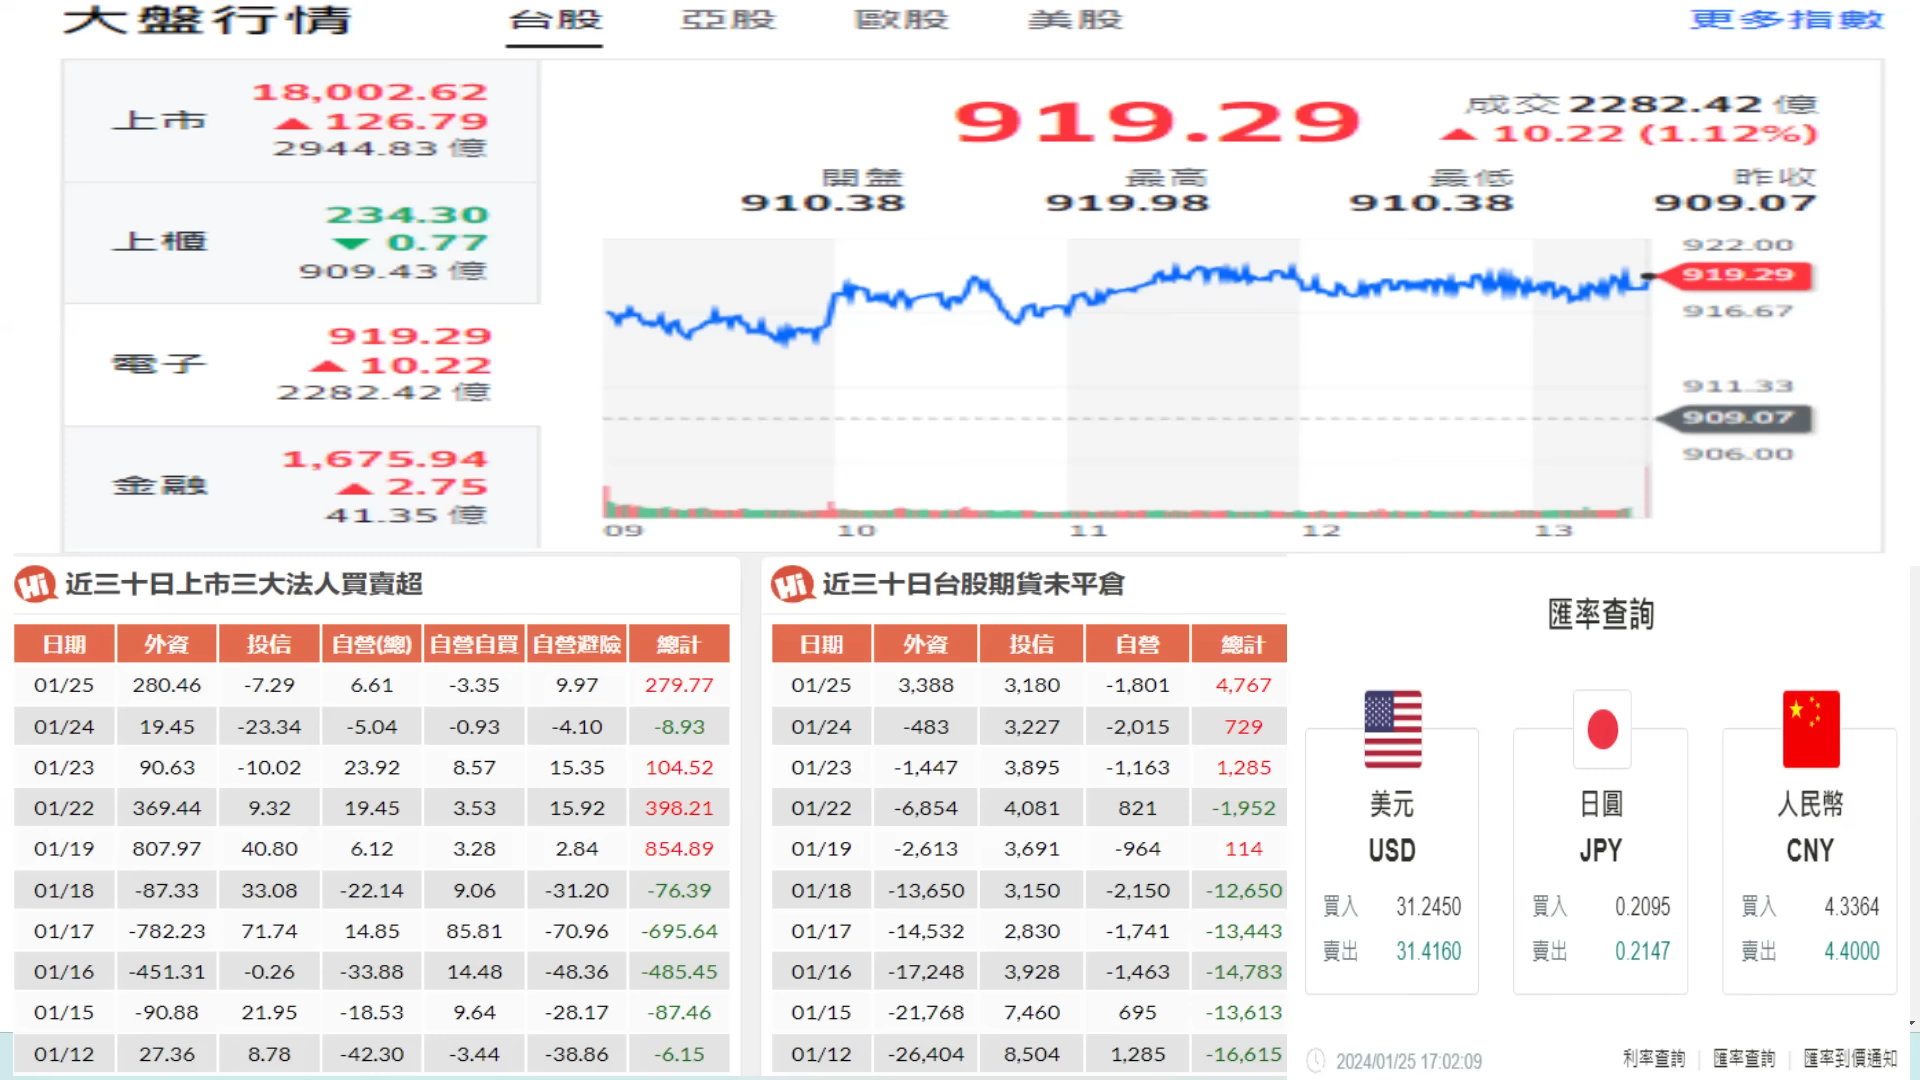 大盤行情 台股 亞股 歐股 美股 更多指數
上市 18,002.62
▲ 126.79
2944.83 億
上櫃 234.30
▼ 0.77
909.43 億
電子 919.29
▲ 10.22
2282.42 億
金融 1,675.94
▲ 2.75
41.35 億
919.29
成交 2282.42 億
▲ 10.22 (1.12%)
開盤 最高 最低 昨收
910.38 919.98 910.38 909.07
922.00
919.29
916.67
911.33
909.07
906.00
09 10 11 12 13
Hi 近三十日上市三大法人買賣超
日期 外資 投信 自營(總) 自營自買 自營避險 總計
01/25 280.46 -7.29 6.61 -3.35 9.97 279.77
01/24 19.45 -23.34 -5.04 -0.93 -4.10 -8.93
01/23 90.63 -10.02 23.92 8.57 15.35 104.52
01/22 369.44 9.32 19.45 3.53 15.92 398.21
01/19 807.97 40.80 6.12 3.28 2.84 854.89
01/18 -87.33 33.08 -22.14 9.06 -31.20 -76.39
01/17 -782.23 71.74 14.85 85.81 -70.96 -695.64
01/16 -451.31 -0.26 -33.88 14.48 -48.36 -485.45
01/15 -90.88 21.95 -18.53 9.64 -28.17 -87.46
01/12 27.36 8.78 -42.30 -3.44 -38.86 -6.15
Hi 近三十日台股期貨未平倉
日期 外資 投信 自營 總計
01/25 3,388 3,180 -1,801 4,767
01/24 -483 3,227 -2,015 729
01/23 -1,447 3,895 -1,163 1,285
01/22 -6,854 4,081 821 -1,952
01/19 -2,613 3,691 -964 114
01/18 -13,650 3,150 -2,150 -12,650
01/17 -14,532 2,830 -1,741 -13,443
01/16 -17,248 3,928 -1,463 -14,783
01/15 -21,768 7,460 695 -13,613
01/12 -26,404 8,504 1,285 -16,615
匯率查詢
美元
USD
買入 31.2450
賣出 31.4160
日圓
JPY
買入 0.2095
賣出 0.2147
人民幣
CNY
買入 4.3364
賣出 4.4000
2024/01/25 17:02:09 利率查詢 | 匯率查詢 | 匯率到價通知